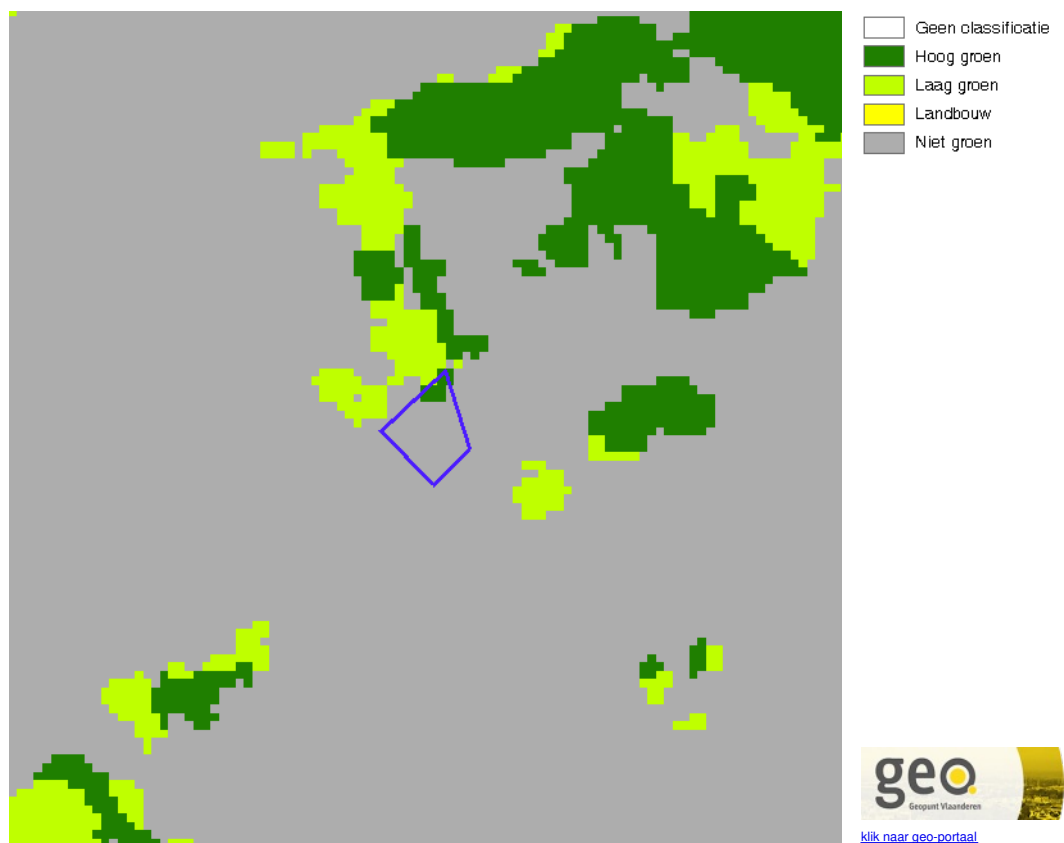 Geen classificatie
Hoog groen
Laag groen
Landbouw
Niet groen
geo
Geopunt Vlaanderen
klik naar geo-portaal